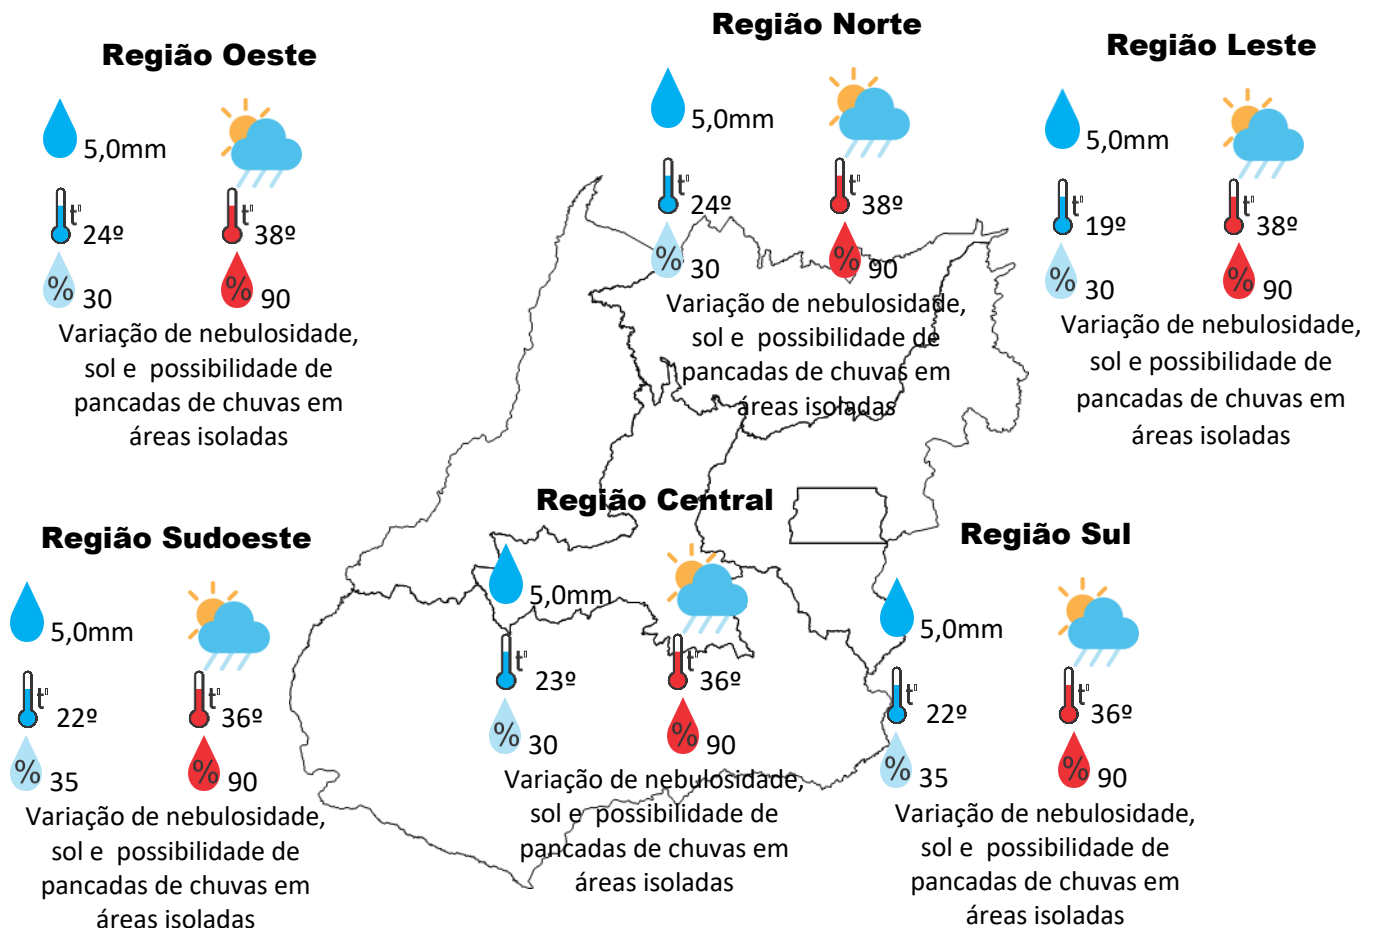 Região Oeste
5,0mm
t°
24º
t°
38º
%
30
%
90
Variação de nebulosidade,
sol e possibilidade de
pancadas de chuvas em
áreas isoladas
Região Norte
5,0mm
t°
24º
t°
38º
%
30
%
90
Variação de nebulosidade,
sol e possibilidade de
pancadas de chuvas em
áreas isoladas
Região Leste
5,0mm
t°
19º
t°
38º
%
30
%
90
Variação de nebulosidade,
sol e possibilidade de
pancadas de chuvas em
áreas isoladas
Região Sudoeste
5,0mm
t°
22º
t°
36º
%
35
%
90
Variação de nebulosidade,
sol e possibilidade de
pancadas de chuvas em
áreas isoladas
Região Central
5,0mm
t°
23º
t°
36º
%
30
%
90
Variação de nebulosidade,
sol e possibilidade de
pancadas de chuvas em
áreas isoladas
Região Sul
5,0mm
t°
22º
t°
36º
%
35
%
90
Variação de nebulosidade,
sol e possibilidade de
pancadas de chuvas em
áreas isoladas